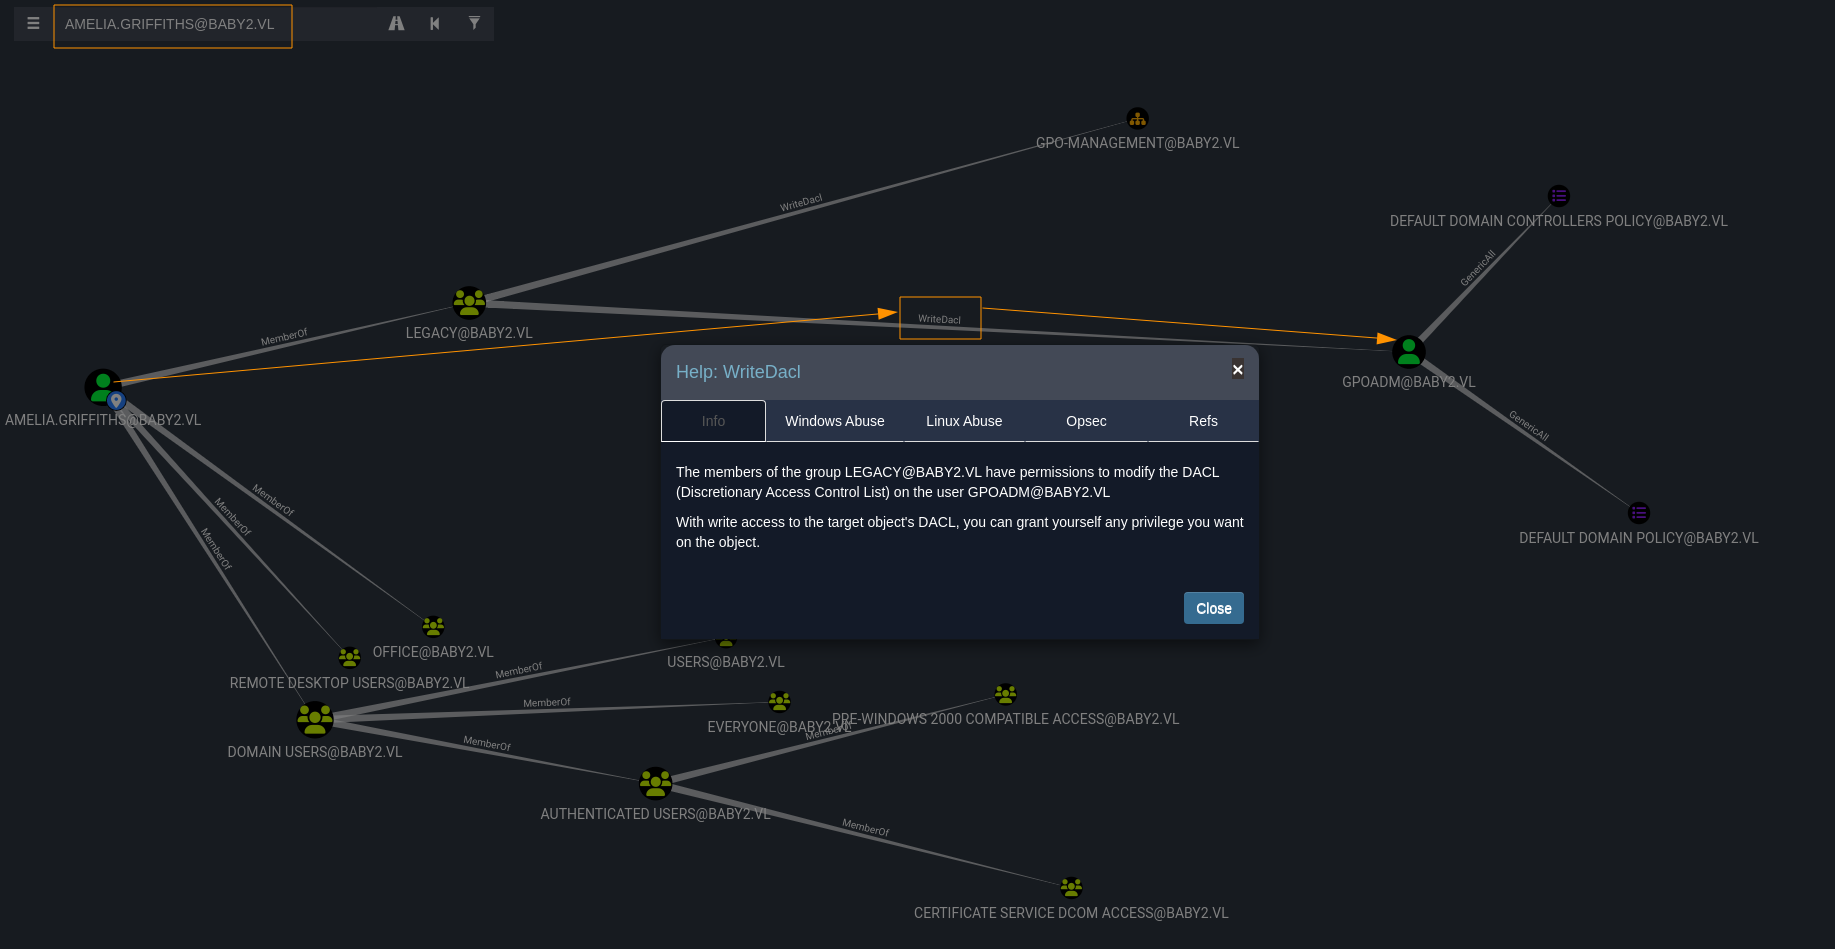 AMELIA.GRIFFITHS@BABY2.VL
GPO-MANAGEMENT@BABY2.VL
WriteDacl
DEFAULT DOMAIN CONTROLLERS POLICY@BABY2.VL
GenericAll
LEGACY@BABY2.VL
WriteDacl
MemberOf
GPOADM@BABY2.VL
AMELIA.GRIFFITHS@BABY2.VL
GenericAll
DEFAULT DOMAIN POLICY@BABY2.VL
Help: WriteDacl
×
Info Windows Abuse Linux Abuse Opsec Refs
The members of the group LEGACY@BABY2.VL have permissions to modify the DACL
(Discretionary Access Control List) on the user GPOADM@BABY2.VL
With write access to the target object's DACL, you can grant yourself any privilege you want
on the object.
Close
MemberOf
MemberOf
MemberOf
OFFICE@BABY2.VL
REMOTE DESKTOP USERS@BABY2.VL
MemberOf
USERS@BABY2.VL
MemberOf
EVERYONE@BABY2.VL
PRE-WINDOWS 2000 COMPATIBLE ACCESS@BABY2.VL
MemberOf
DOMAIN USERS@BABY2.VL
MemberOf
AUTHENTICATED USERS@BABY2.VL
MemberOf
CERTIFICATE SERVICE DCOM ACCESS@BABY2.VL